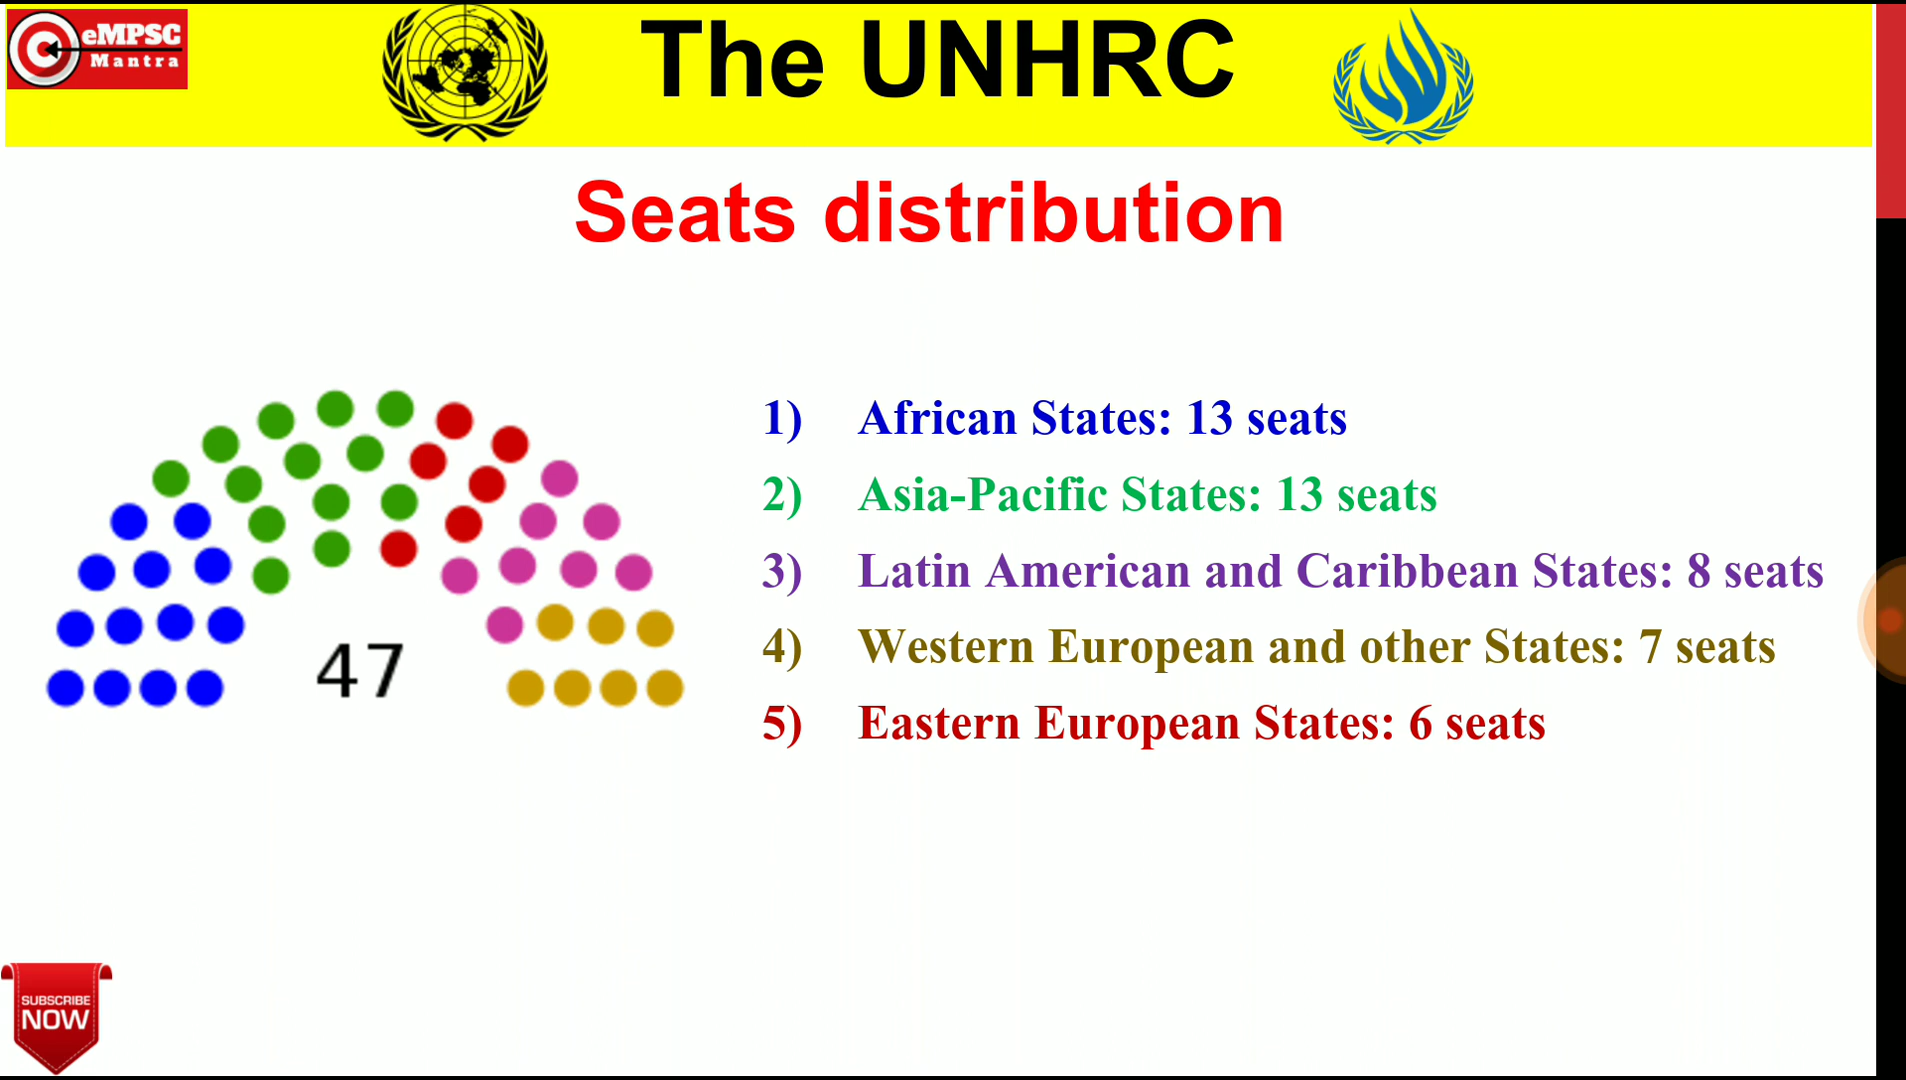 eMPSC
Mantra
The UNHRC
Seats distribution
1) African States: 13 seats
2) Asia-Pacific States: 13 seats
3) Latin American and Caribbean States: 8 seats
4) Western European and other States: 7 seats
5) Eastern European States: 6 seats
47
SUBSCRIBE
NOW